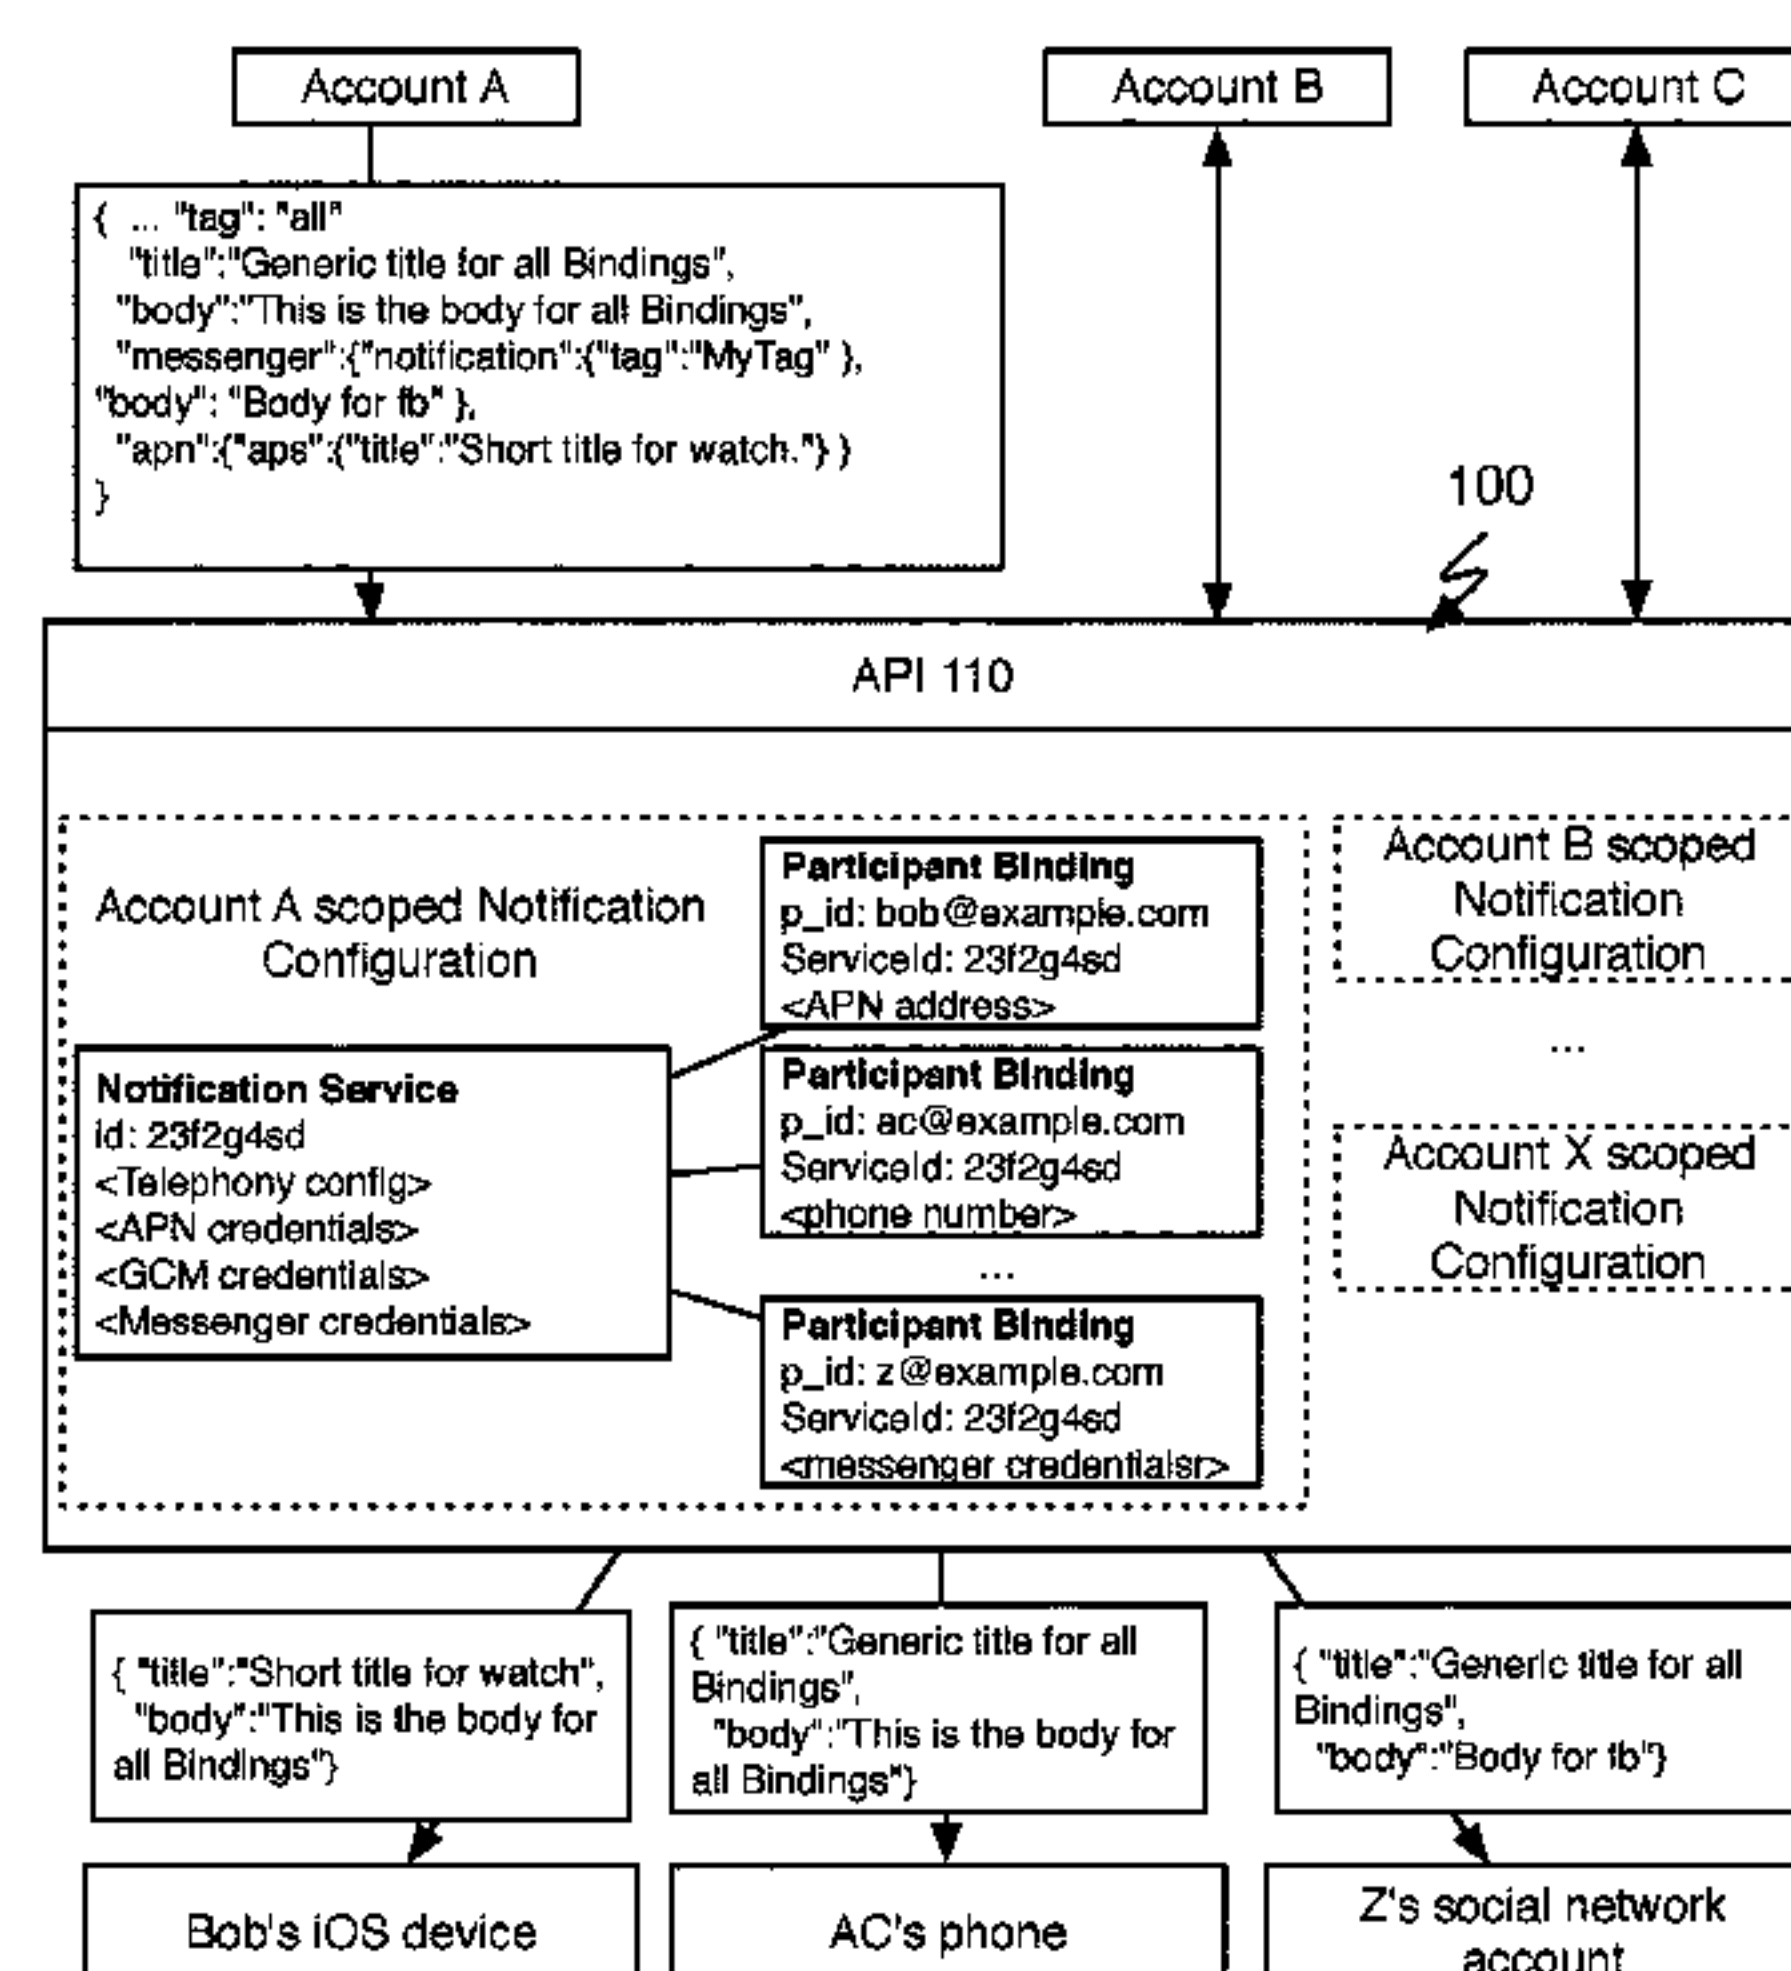 Account A
Account B
Account C
{ ... "tag": "all"
"title":"Generic title for all Bindings",
"body":"This is the body for all Bindings",
"messenger":{"notification":{"tag":"MyTag" },
"body": "Body for fb" },
"apn":{"aps":{"title":"Short title for watch."} }
}
100
API 110
Account A scoped Notification
Configuration
Notification Service
id: 23f2g4sd
<Telephony config>
<APN credentials>
<GCM credentials>
<Messenger credentials>
Participant Binding
p_id: bob@example.com
ServiceId: 23f2g4sd
<APN address>
Participant Binding
p_id: ac@example.com
ServiceId: 23f2g4sd
<phone number>
...
Participant Binding
p_id: z@example.com
ServiceId: 23f2g4sd
<messenger credentialsr>
Account B scoped
Notification
Configuration
...
Account X scoped
Notification
Configuration
{ "title":"Short title for watch",
"body":"This is the body for
all Bindings"}
{ "title":"Generic title for all
Bindings",
"body":"This is the body for
all Bindings"}
{ "title":"Generic title for all
Bindings",
"body":"Body for fb"}
Bob's iOS device
AC's phone
Z's social network
account